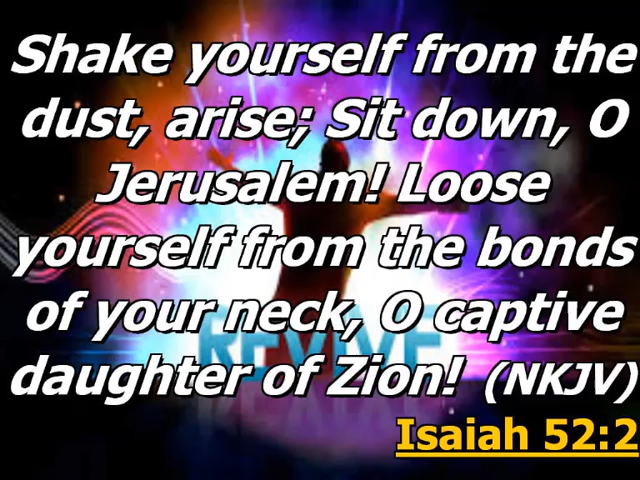 Shake yourself from the
dust, arise; Sit down, O
Jerusalem! Loose
yourself from the bonds
of your neck, O captive
REVIVE
daughter of Zion! (NKJV)
Isaiah 52:2